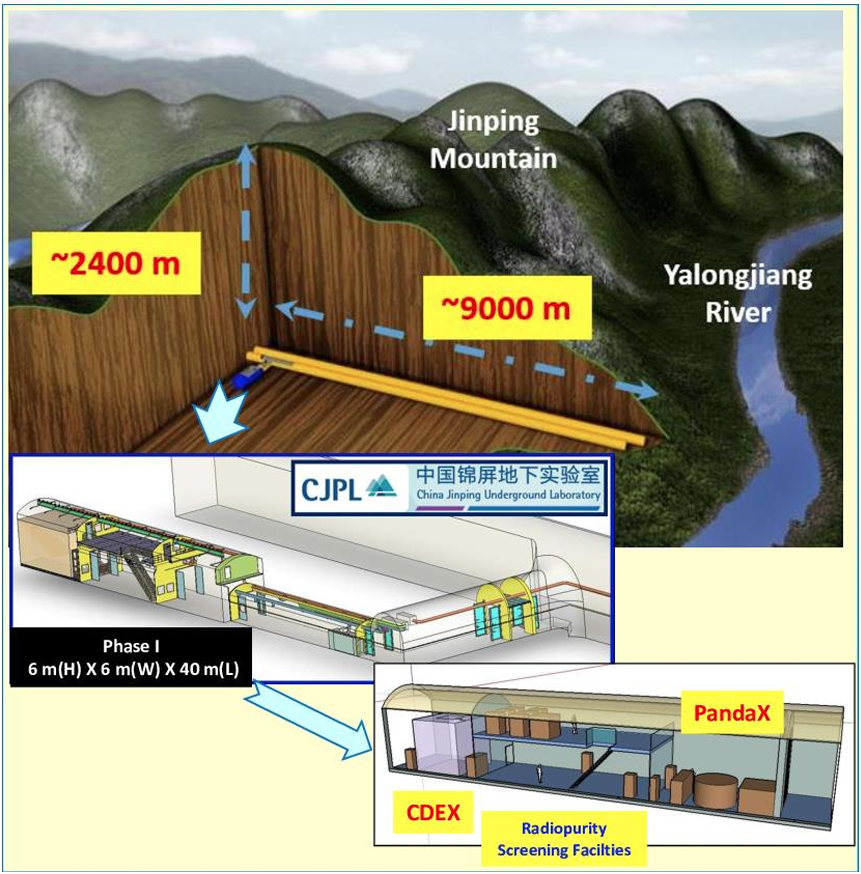 Jinping
Mountain
~2400 m
~9000 m
Yalongjiang
River
CJPL
中国锦屏地下实验室
China Jinping Underground Laboratory
Phase I
6 m(H) X 6 m(W) X 40 m(L)
PandaX
CDEX
Radiopurity
Screening Facilties